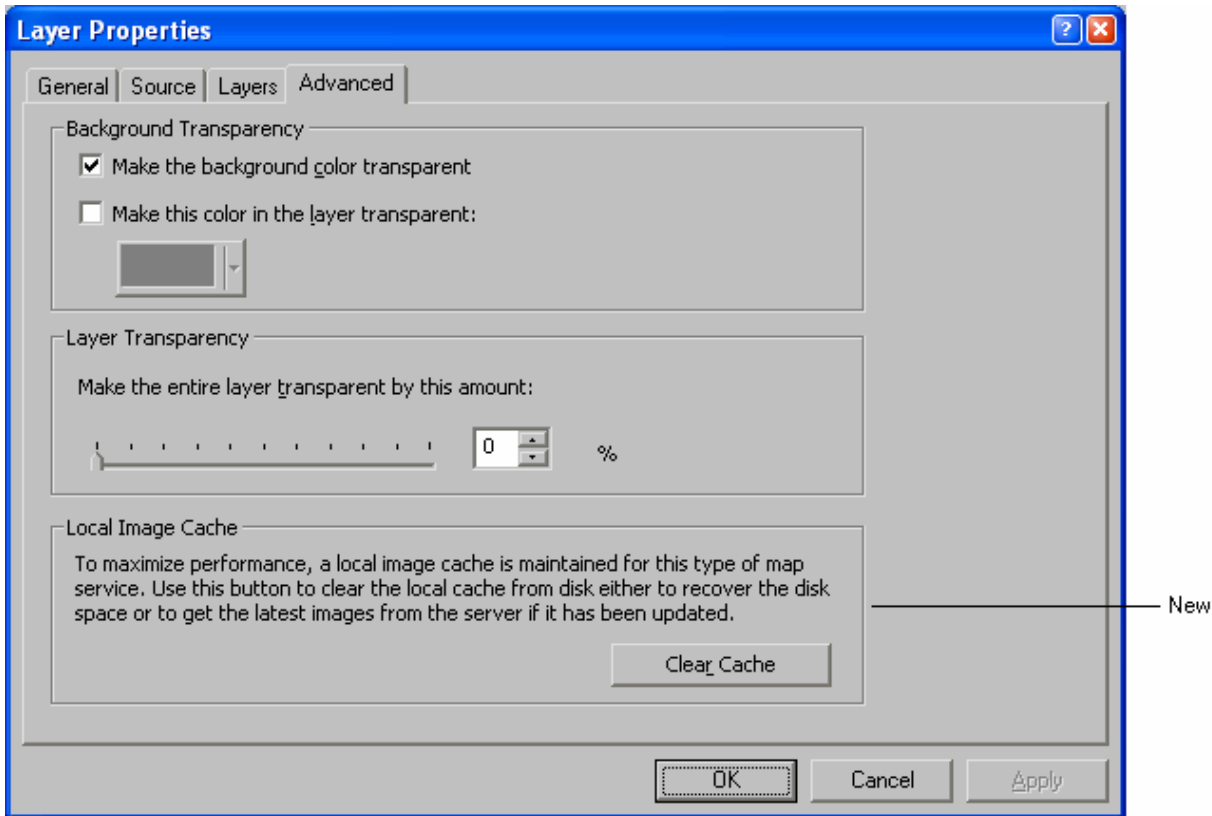 Layer Properties
General Source Layers Advanced
Background Transparency
Make the background color transparent
Make this color in the layer transparent:
Layer Transparency
Make the entire layer transparent by this amount:
0 %
Local Image Cache
To maximize performance, a local image cache is maintained for this type of map
service. Use this button to clear the local cache from disk either to recover the disk
space or to get the latest images from the server if it has been updated.
New
Clear Cache
OK Cancel Apply